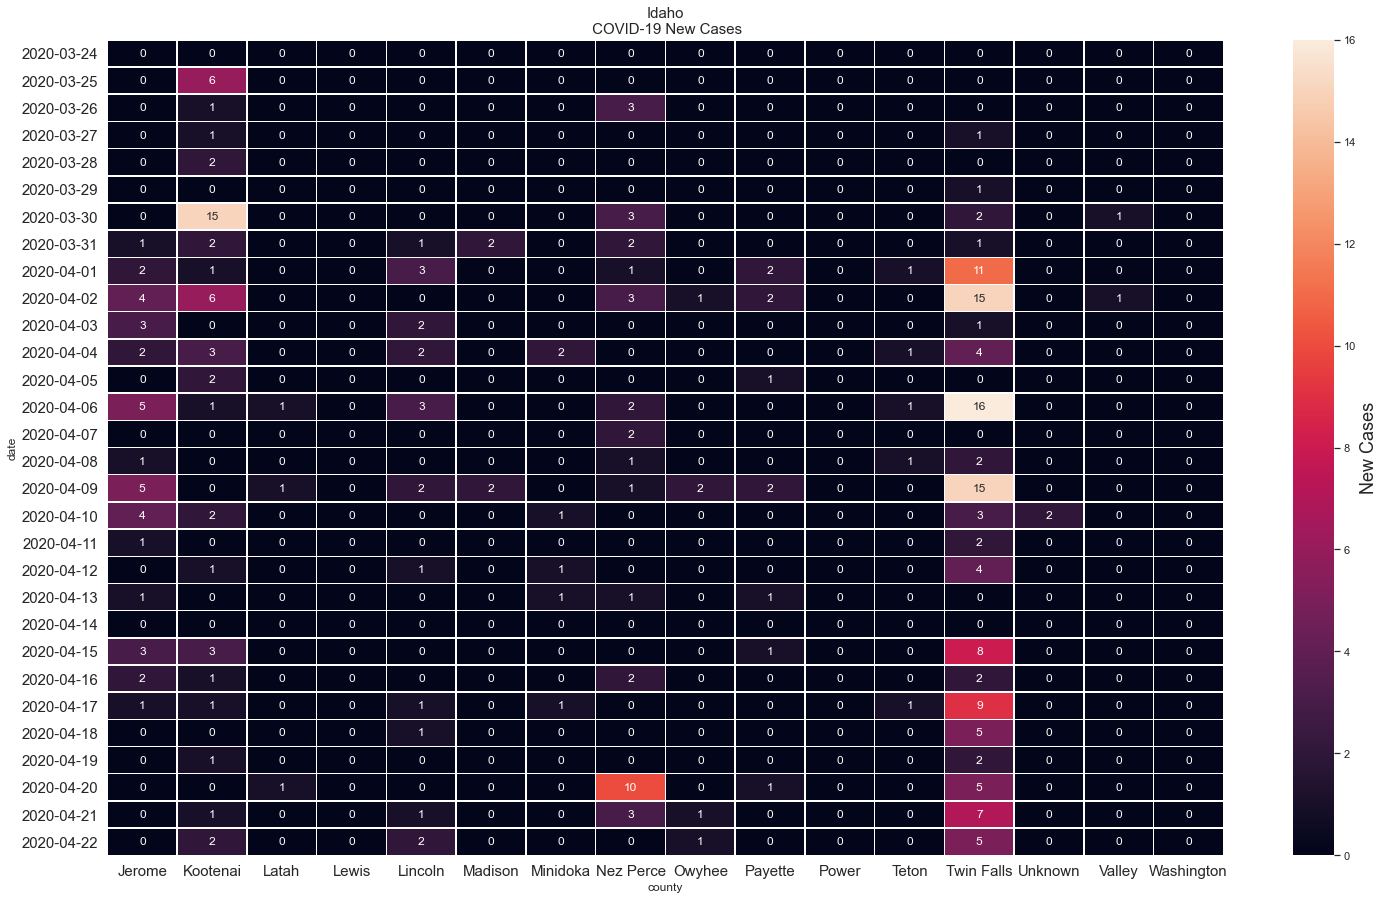 Idaho
COVID-19 New Cases
2020-03-24 0 0 0 0 0 0 0 0 0 0 0 0 0 0 0 0
2020-03-25 0 6 0 0 0 0 0 0 0 0 0 0 0 0 0 0
2020-03-26 0 1 0 0 0 0 0 3 0 0 0 0 0 0 0 0
2020-03-27 0 1 0 0 0 0 0 0 0 0 0 0 1 0 0 0
2020-03-28 0 2 0 0 0 0 0 0 0 0 0 0 0 0 0 0
2020-03-29 0 0 0 0 0 0 0 0 0 0 0 0 1 0 0 0
2020-03-30 0 15 0 0 0 0 0 3 0 0 0 0 2 0 1 0
2020-03-31 1 2 0 0 1 2 0 2 0 0 0 0 1 0 0 0
2020-04-01 2 1 0 0 3 0 0 1 0 2 0 1 11 0 0 0
2020-04-02 4 6 0 0 0 0 0 3 1 2 0 0 15 0 1 0
2020-04-03 3 0 0 0 2 0 0 0 0 0 0 0 1 0 0 0
2020-04-04 2 3 0 0 2 0 2 0 0 0 0 1 4 0 0 0
2020-04-05 0 2 0 0 0 0 0 0 0 1 0 0 0 0 0 0
2020-04-06 5 1 1 0 3 0 0 2 0 0 0 1 16 0 0 0
2020-04-07 0 0 0 0 0 0 0 2 0 0 0 0 0 0 0 0
2020-04-08 1 0 0 0 0 0 0 1 0 0 0 1 2 0 0 0
2020-04-09 5 0 1 0 2 2 0 1 2 2 0 0 15 0 0 0
2020-04-10 4 2 0 0 0 0 1 0 0 0 0 0 3 2 0 0
2020-04-11 1 0 0 0 0 0 0 0 0 0 0 0 2 0 0 0
2020-04-12 0 1 0 0 1 0 1 0 0 0 0 0 4 0 0 0
2020-04-13 1 0 0 0 0 0 1 1 0 1 0 0 0 0 0 0
2020-04-14 0 0 0 0 0 0 0 0 0 0 0 0 0 0 0 0
2020-04-15 3 3 0 0 0 0 0 0 0 1 0 0 8 0 0 0
2020-04-16 2 1 0 0 0 0 0 2 0 0 0 0 2 0 0 0
2020-04-17 1 1 0 0 1 0 1 0 0 0 0 1 9 0 0 0
2020-04-18 0 0 0 0 1 0 0 0 0 0 0 0 5 0 0 0
2020-04-19 0 1 0 0 0 0 0 0 0 0 0 0 2 0 0 0
2020-04-20 0 0 1 0 0 0 0 10 0 1 0 0 5 0 0 0
2020-04-21 0 1 0 0 1 0 0 3 1 0 0 0 7 0 0 0
2020-04-22 0 2 0 0 2 0 0 0 1 0 0 0 5 0 0 0
Jerome Kootenai Latah Lewis Lincoln Madison Minidoka Nez Perce Owyhee Payette Power Teton Twin Falls Unknown Valley Washington
county
date
16
14
12
10
8
6
4
2
0
New Cases